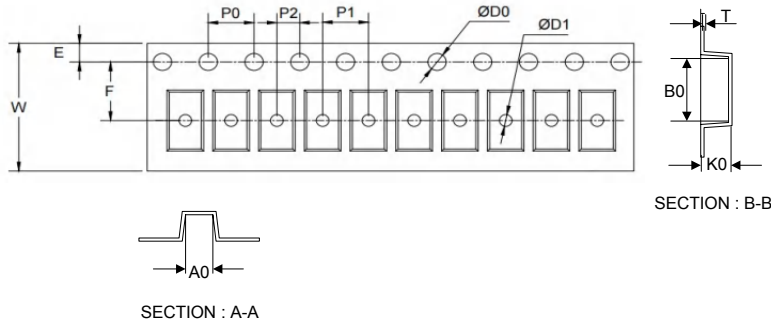 P0 P2 P1 ØD0 ØD1
E
F
W
T
B0
K0
SECTION : B-B
A0
SECTION : A-A